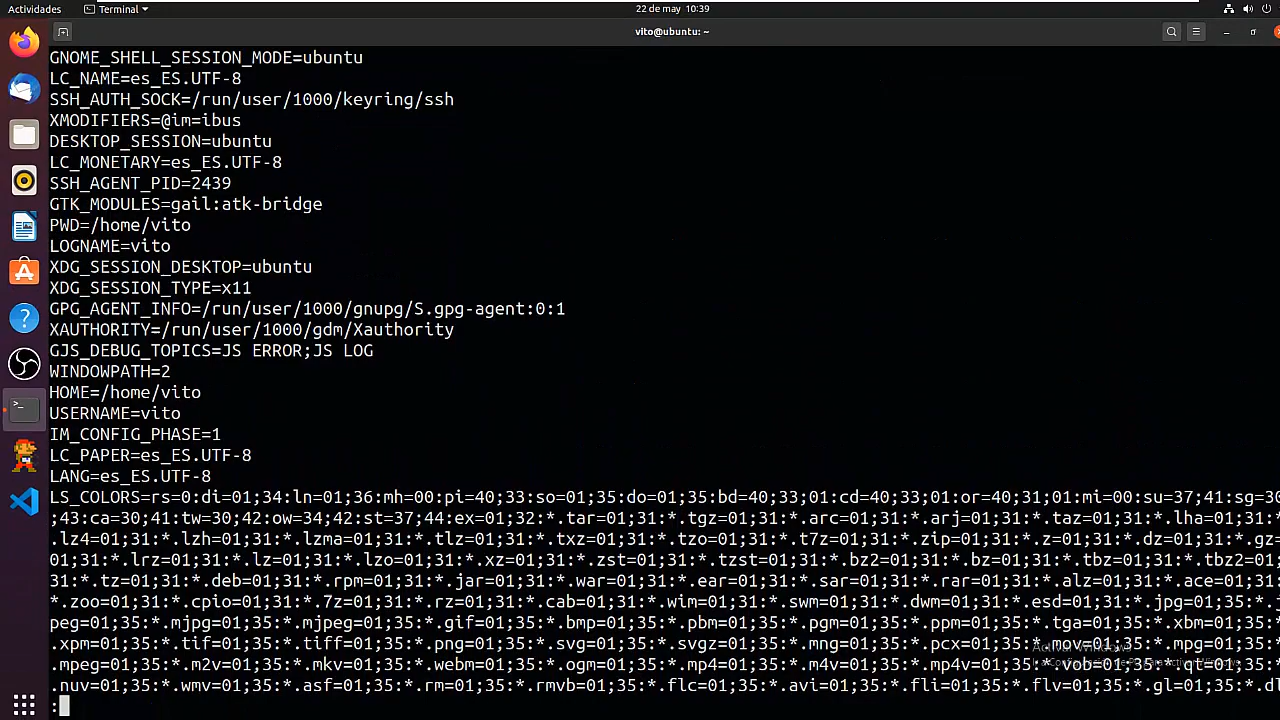 Actividades
Terminal
22 de may 10:39
vito@ubuntu: ~
GNOME_SHELL_SESSION_MODE=ubuntu
LC_NAME=es_ES.UTF-8
SSH_AUTH_SOCK=/run/user/1000/keyring/ssh
XMODIFIERS=@im=ibus
DESKTOP_SESSION=ubuntu
LC_MONETARY=es_ES.UTF-8
SSH_AGENT_PID=2439
GTK_MODULES=gail:atk-bridge
PWD=/home/vito
LOGNAME=vito
XDG_SESSION_DESKTOP=ubuntu
XDG_SESSION_TYPE=x11
GPG_AGENT_INFO=/run/user/1000/gnupg/S.gpg-agent:0:1
XAUTHORITY=/run/user/1000/gdm/Xauthority
GJS_DEBUG_TOPICS=JS ERROR;JS LOG
WINDOWPATH=2
HOME=/home/vito
USERNAME=vito
IM_CONFIG_PHASE=1
LC_PAPER=es_ES.UTF-8
LANG=es_ES.UTF-8
LS_COLORS=rs=0:di=01;34:ln=01;36:mh=00:pi=40;33:so=01;35:do=01;35:bd=40;33;01:cd=40;33;01:or=40;31;01:mi=00:su=37;41:sg=30
;43:ca=30;41:tw=30;42:ow=34;42:st=37;44:ex=01;32:*.tar=01;31:*.tgz=01;31:*.arc=01;31:*.arj=01;31:*.taz=01;31:*.lha=01;31:*
.lz4=01;31:*.lzh=01;31:*.lzma=01;31:*.tlz=01;31:*.txz=01;31:*.tzo=01;31:*.t7z=01;31:*.zip=01;31:*.z=01;31:*.dz=01;31:*.gz=
01;31:*.lrz=01;31:*.lz=01;31:*.lzo=01;31:*.xz=01;31:*.zst=01;31:*.tzst=01;31:*.bz2=01;31:*.bz=01;31:*.tbz=01;31:*.tbz2=01
;31:*.tz=01;31:*.deb=01;31:*.rpm=01;31:*.jar=01;31:*.war=01;31:*.ear=01;31:*.sar=01;31:*.rar=01;31:*.alz=01;31:*.ace=01;31:
*.zoo=01;31:*.cpio=01;31:*.7z=01;31:*.rz=01;31:*.cab=01;31:*.wim=01;31:*.swm=01;31:*.dwm=01;31:*.esd=01;31:*.jpg=01;35:*.j
peg=01;35:*.mjpg=01;35:*.mjpeg=01;35:*.gif=01;35:*.bmp=01;35:*.pbm=01;35:*.pgm=01;35:*.ppm=01;35:*.tga=01;35:*.xbm=01;35:*
.xpm=01;35:*.tif=01;35:*.tiff=01;35:*.png=01;35:*.svg=01;35:*.svgz=01;35:*.mng=01;35:*.pcx=01;35:*.mov=01;35:*.mpg=01;35:*
.mpeg=01;35:*.m2v=01;35:*.mkv=01;35:*.webm=01;35:*.ogm=01;35:*.mp4=01;35:*.m4v=01;35:*.mp4v=01;35:*.vob=01;35:*.qt=01;35:*
.nuv=01;35:*.wmv=01;35:*.asf=01;35:*.rm=01;35:*.rmvb=01;35:*.flc=01;35:*.avi=01;35:*.fli=01;35:*.flv=01;35:*.gl=01;35:*.dl
:
Activar Windows